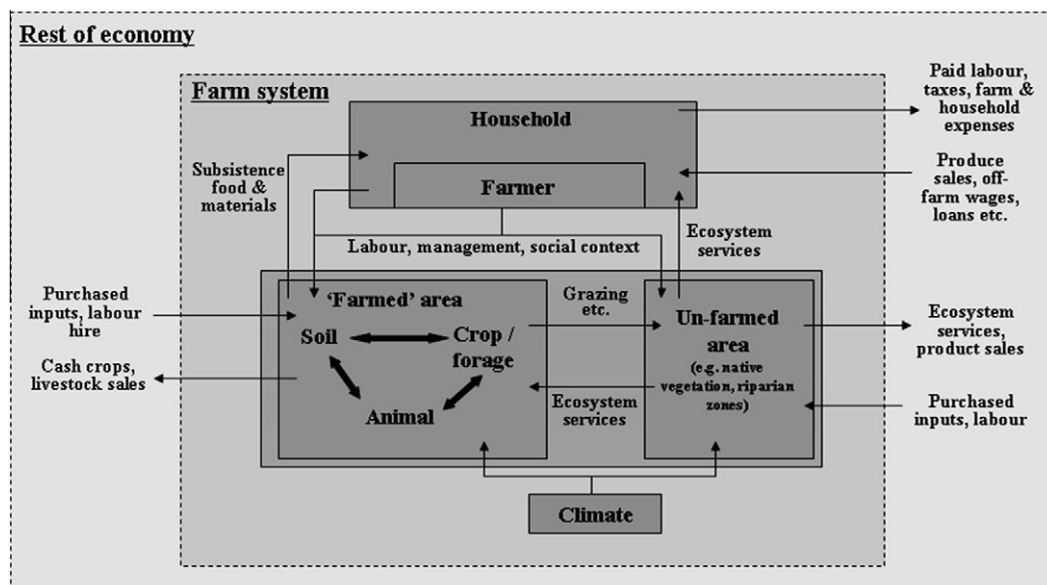 Rest of economy
Farm system
Household
Farmer
Paid labour,
taxes, farm &
household
expenses
Produce
sales, off-
farm wages,
loans etc.
Subsistence
food &
materials
Ecosystem
services
Labour, management, social context
Purchased
inputs, labour
hire
Cash crops,
livestock sales
‘Farmed’ area
Soil
Crop /
forage
Animal
Grazing
etc.
Ecosystem
services
Un-farmed
area
(e.g. native
vegetation, riparian
zones)
Ecosystem
services,
product sales
Purchased
inputs, labour
Climate